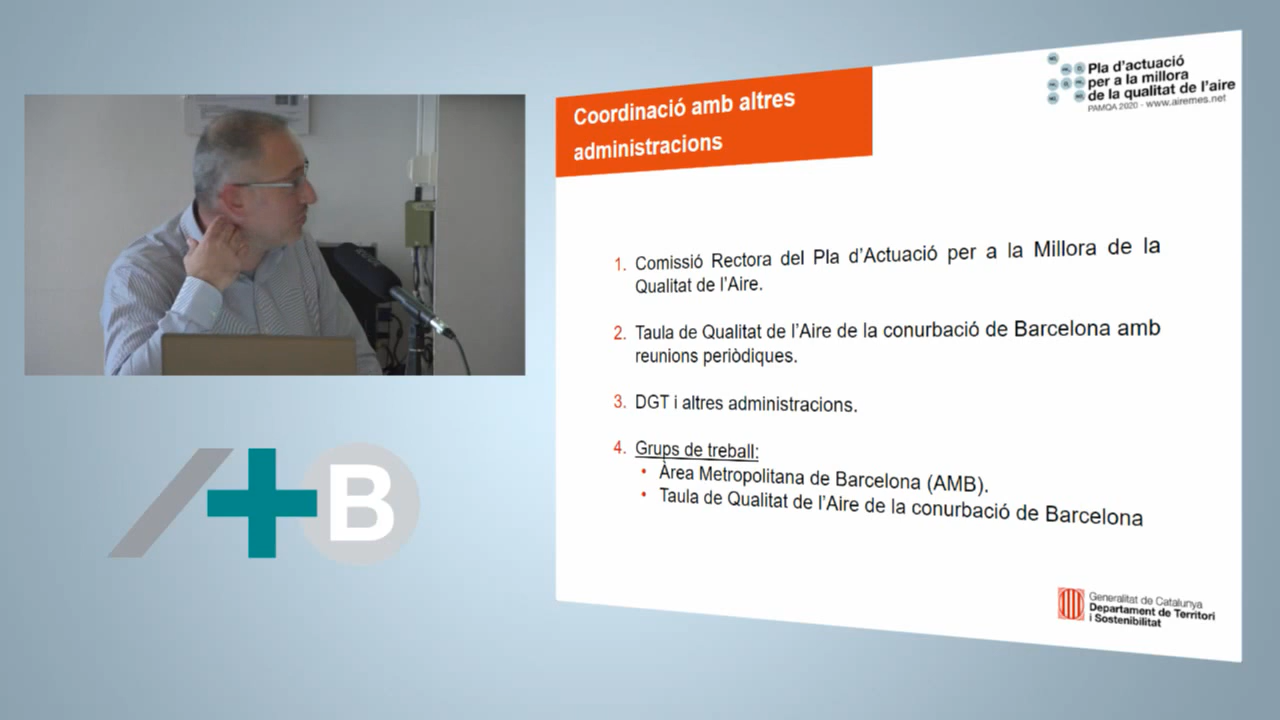 Coordinació amb altres
administracions
Pla d'actuació
per a la millora
de la qualitat de l'aire
PAMQA 2020 - www.airemes.net
1. Comissió Rectora del Pla d'Actuació per a la Millora de la
Qualitat de l'Aire.
2. Taula de Qualitat de l'Aire de la conurbació de Barcelona amb
reunions periòdiques.
3. DGT i altres administracions.
4. Grups de treball:
• Àrea Metropolitana de Barcelona (AMB).
• Taula de Qualitat de l'Aire de la conurbació de Barcelona
B
Generalitat de Catalunya
Departament de Territori
i Sostenibilitat